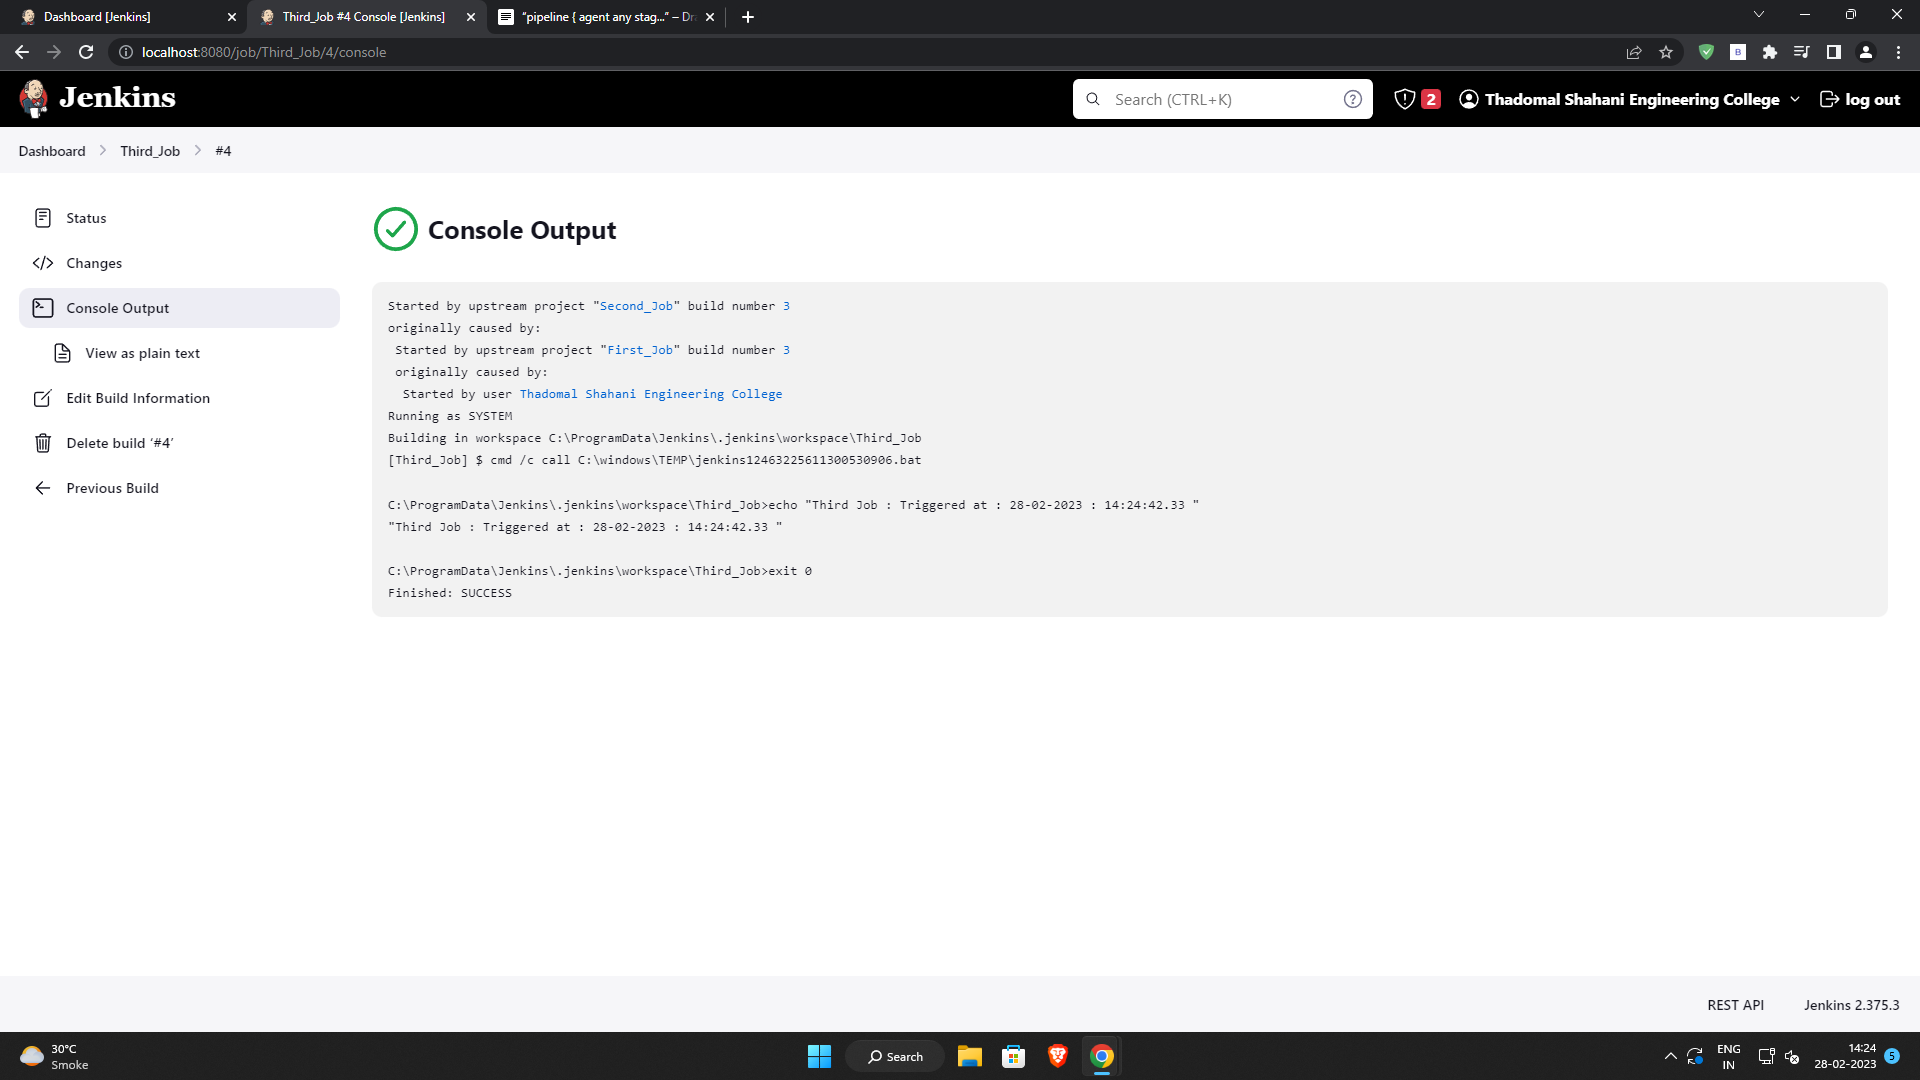 Dashboard [Jenkins]
Third_Job #4 Console [Jenkins]
"pipeline { agent any stag..." – Dr
localhost:8080/job/Third_Job/4/console
Jenkins
Search (CTRL+K)
2
Thadomal Shahani Engineering College
log out
Dashboard
Third_Job
#4
Status
Changes
Console Output
View as plain text
Edit Build Information
Delete build ‘#4’
Previous Build
Console Output
Started by upstream project "Second_Job" build number 3
originally caused by:
Started by upstream project "First_Job" build number 3
originally caused by:
Started by user Thadomal Shahani Engineering College
Running as SYSTEM
Building in workspace C:\ProgramData\Jenkins\.jenkins\workspace\Third_Job
[Third_Job] $ cmd /c call C:\windows\TEMP\jenkins12463225611300530906.bat
C:\ProgramData\Jenkins\.jenkins\workspace\Third_Job>echo "Third Job : Triggered at : 28-02-2023 : 14:24:42.33 "
"Third Job : Triggered at : 28-02-2023 : 14:24:42.33 "
C:\ProgramData\Jenkins\.jenkins\workspace\Third_Job>exit 0
Finished: SUCCESS
REST API
Jenkins 2.375.3
30°C
Smoke
Search
ENG
IN
14:24
28-02-2023
5